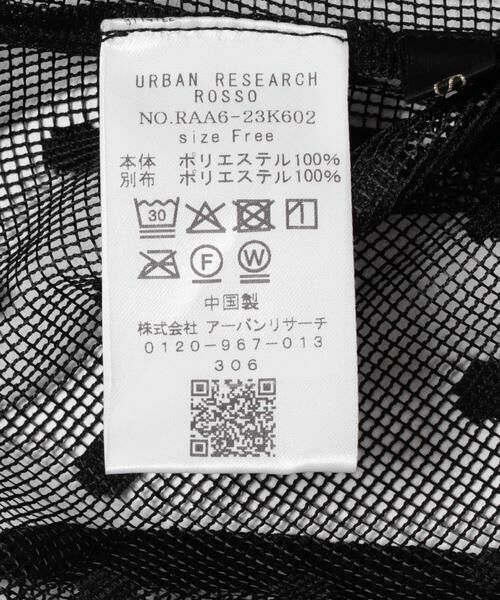 URBAN RESEARCH
ROSSO
NO.RAA6-23K602
size Free
本体 ポリエステル100%
別布 ポリエステル100%
30
F
W
中国製
株式会社 アーバンリサーチ
0120-967-013
306